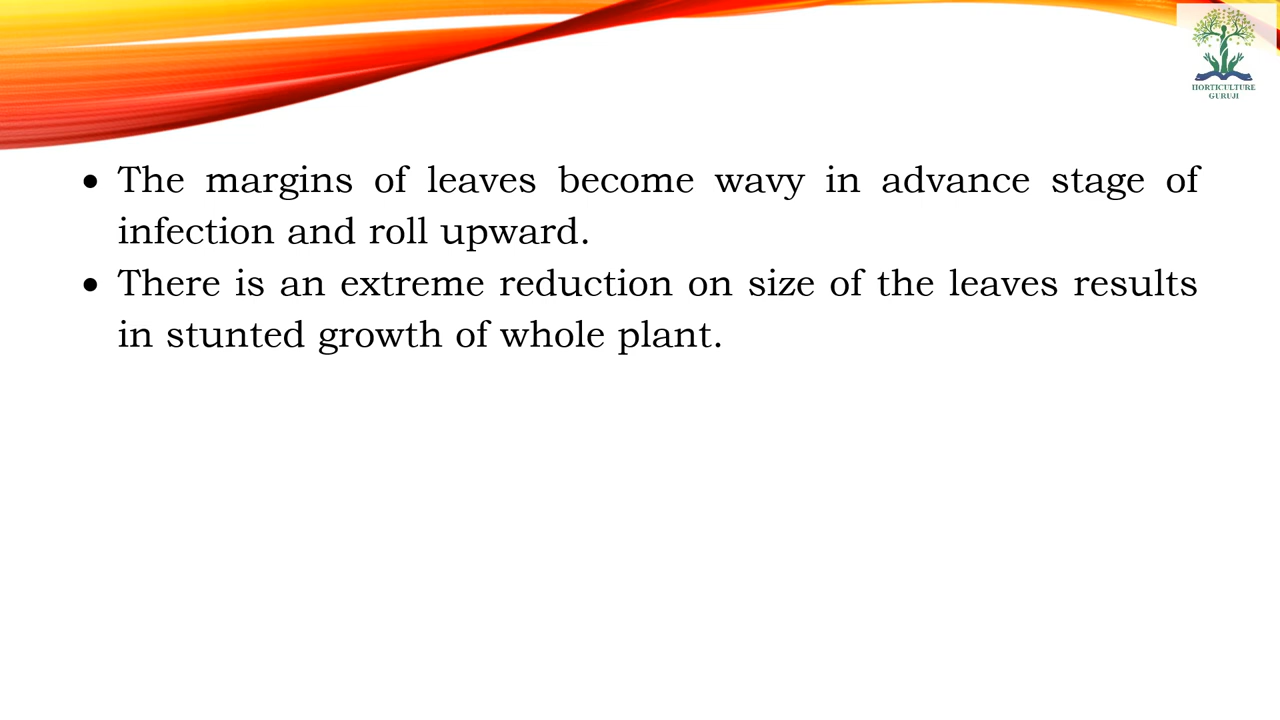 HORTICULTURE
GURUJI
• The margins of leaves become wavy in advance stage of
infection and roll upward.
• There is an extreme reduction on size of the leaves results
in stunted growth of whole plant.